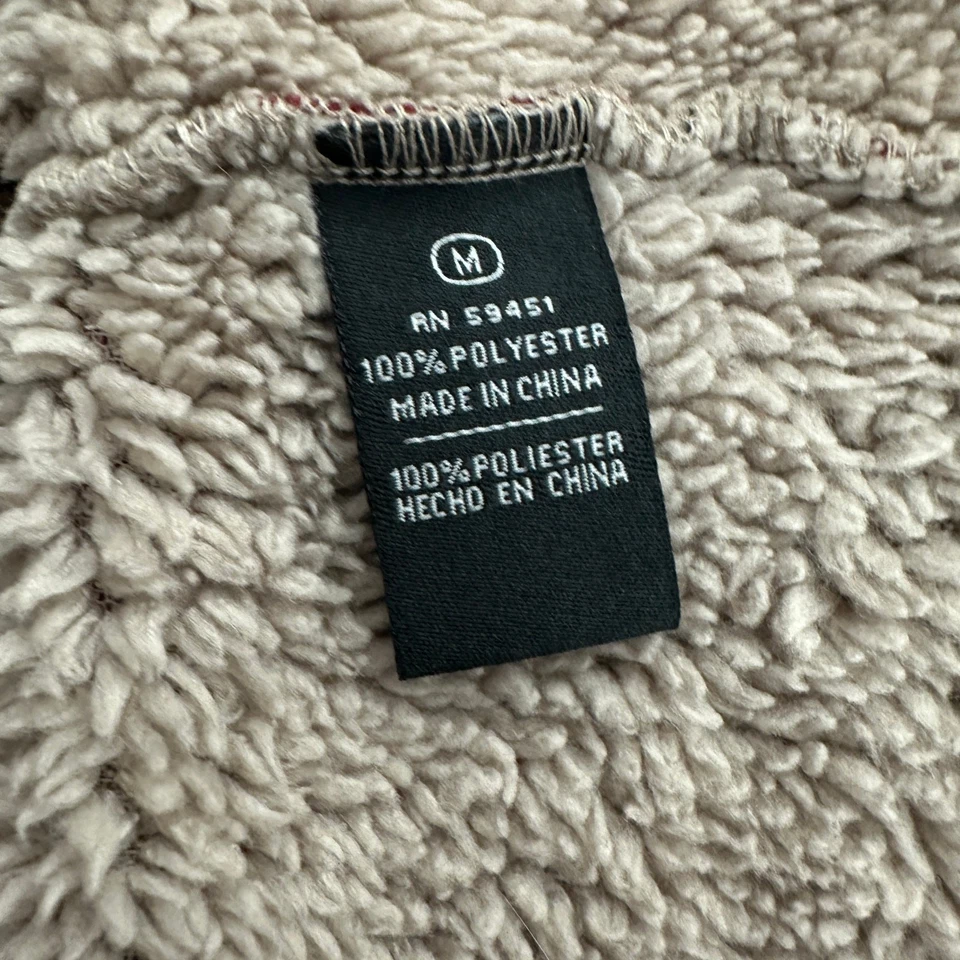 M
RN 59451
100% POLYESTER
MADE IN CHINA
100% POLIESTER
HECHO EN CHINA